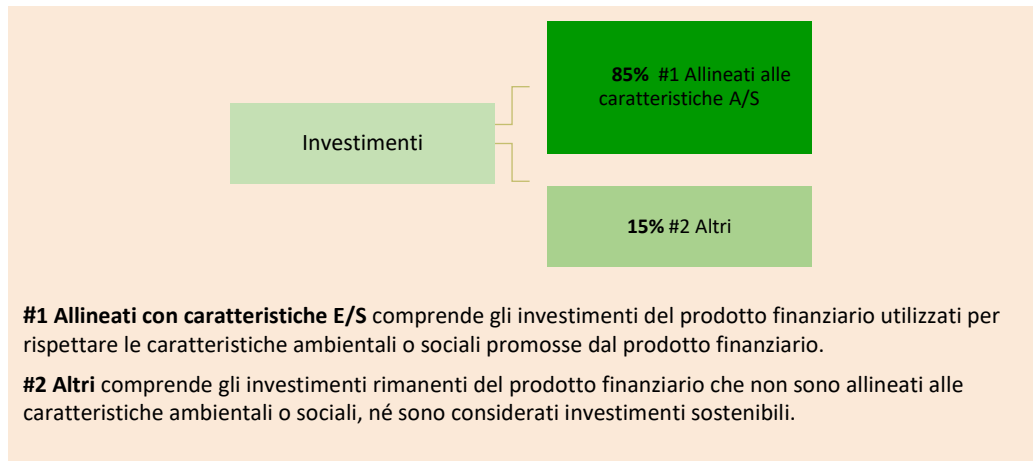 85% #1 Allineati alle
caratteristiche A/S
Investimenti
15% #2 Altri
#1 Allineati con caratteristiche E/S comprende gli investimenti del prodotto finanziario utilizzati per
rispettare le caratteristiche ambientali o sociali promosse dal prodotto finanziario.
#2 Altri comprende gli investimenti rimanenti del prodotto finanziario che non sono allineati alle
caratteristiche ambientali o sociali, né sono considerati investimenti sostenibili.